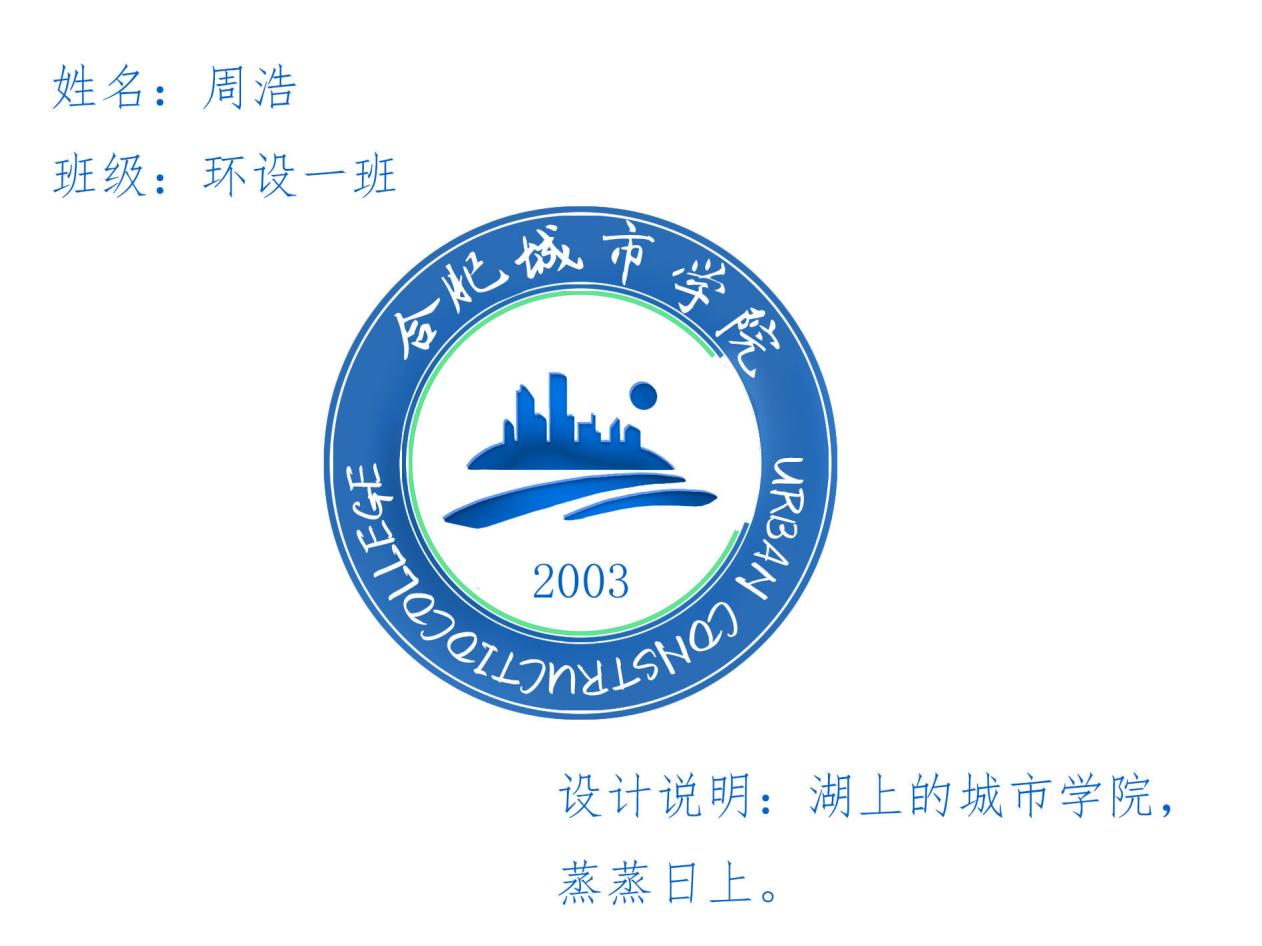 姓名：周浩
班级：环设一班
合肥城市学院
URBAN CONSTRUCTIOCOLLEGE
2003
设计说明：湖上的城市学院，
蒸蒸日上。